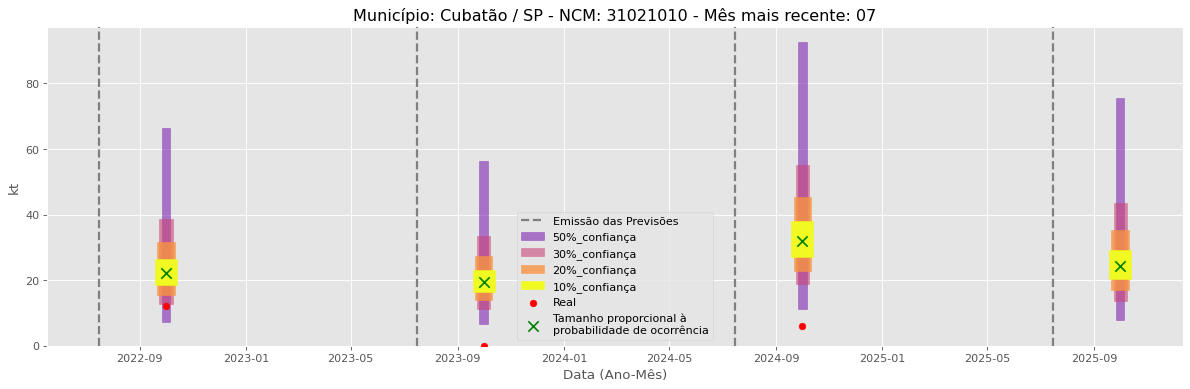 Município: Cubatão / SP - NCM: 31021010 - Mês mais recente: 07
80
60
40
20
0
kt
Emissão das Previsões
50%_confiança
30%_confiança
20%_confiança
10%_confiança
Real
Tamanho proporcional à
probabilidade de ocorrência
2022-09 2023-01 2023-05 2023-09 2024-01 2024-05 2024-09 2025-01 2025-05 2025-09
Data (Ano-Mês)